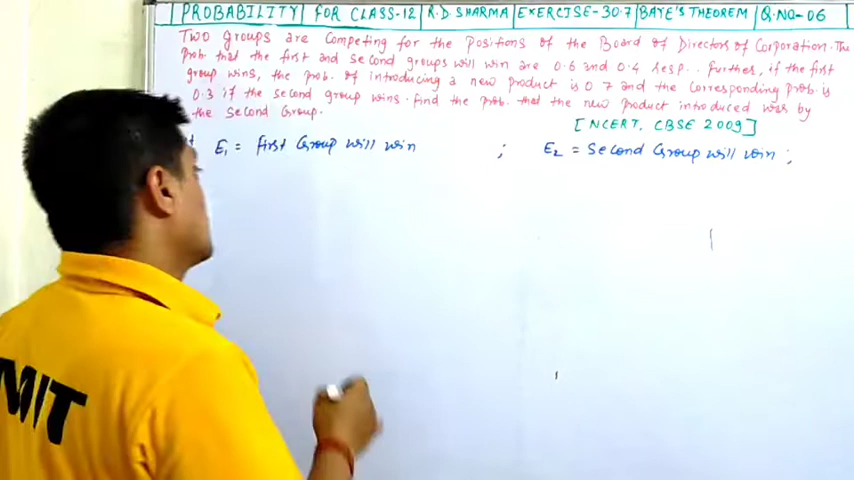 PROBABILITY FOR CLASS-12 R.D SHARMA EXERCISE-30.7 BAYE'S THEOREM Q.NO-06
Two groups are competing for the positions of the Board of Directors of Corporation. The
prob. that the first and second groups will win are 0.6 and 0.4 resp.. Further, if the first
group wins, the prob. of introducing a new product is 0.7 and the corresponding prob. is
0.3 if the second group wins. Find the prob. that the new product introduced was by
the second Group.
[NCERT, CBSE 2009]
E₁ = first Group will win ; E₂ = Second Group will win ;
MIT